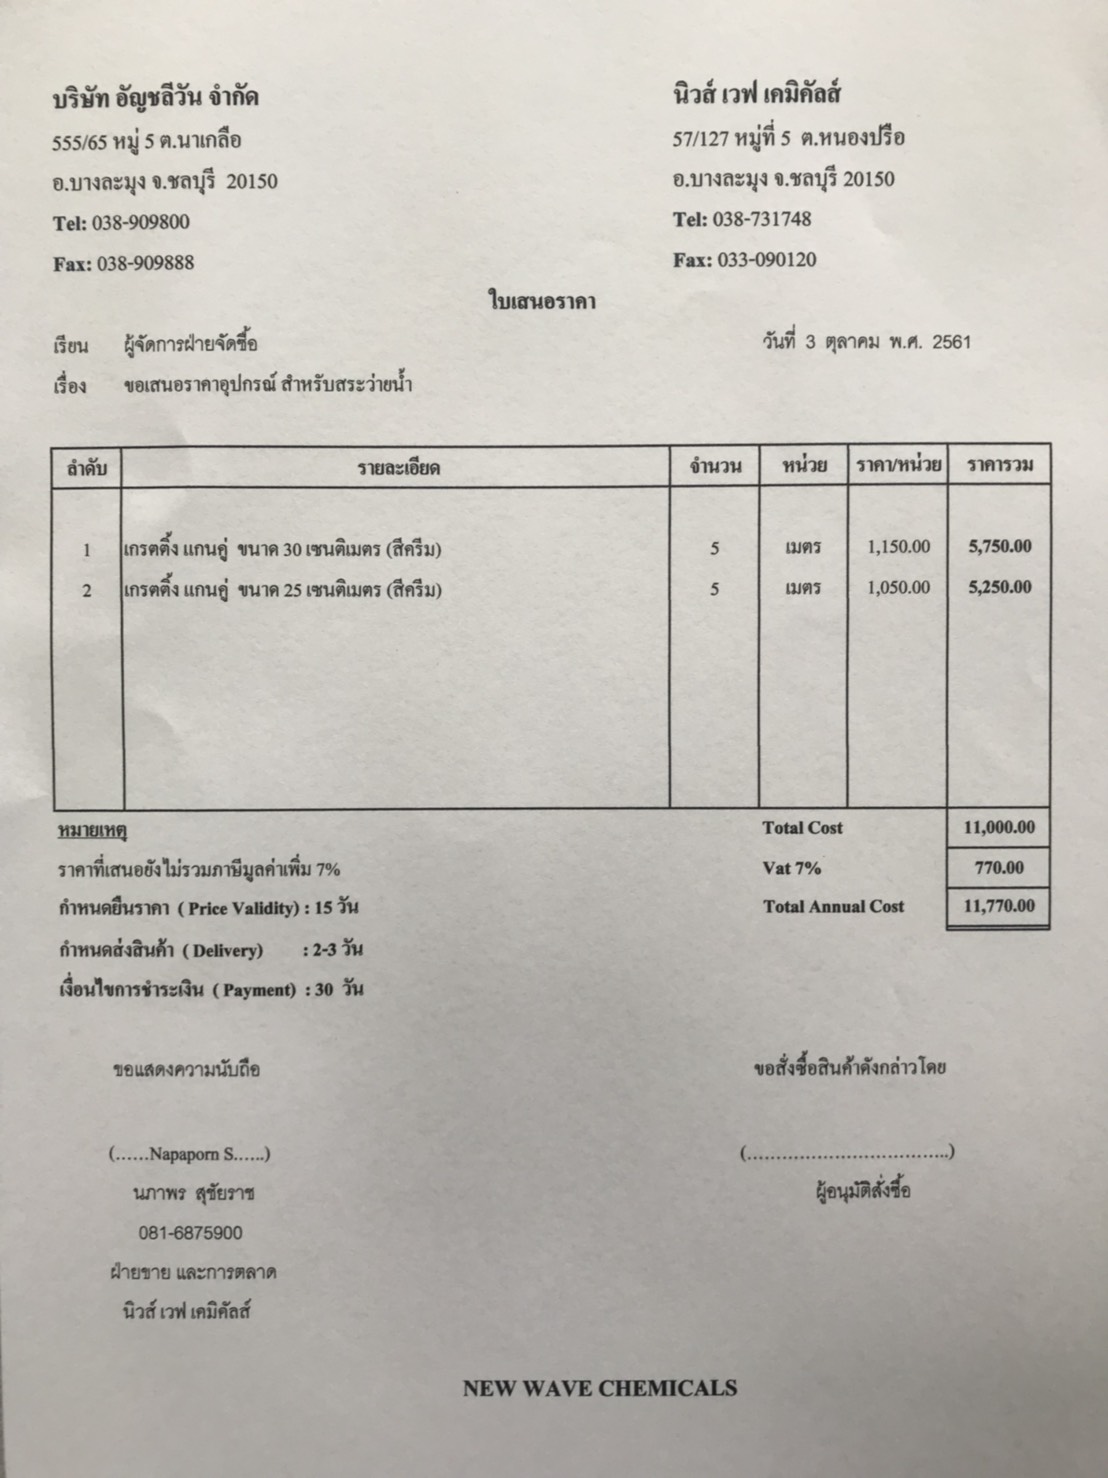 บริษัท อัญชลีวัน จำกัด
555/65 หมู่ 5 ต.นาเกลือ
อ.บางละมุง จ.ชลบุรี 20150
Tel: 038-909800
Fax: 038-909888
นิวส์ เวฟ เคมิคัลส์
57/127 หมู่ที่ 5 ต.หนองปรือ
อ.บางละมุง จ.ชลบุรี 20150
Tel: 038-731748
Fax: 033-090120
ใบเสนอราคา
เรียน ผู้จัดการฝ่ายจัดซื้อ วันที่ 3 ตุลาคม พ.ศ. 2561
เรื่อง ขอเสนอราคาอุปกรณ์ สำหรับสระว่ายน้ำ
ลำดับ รายละเอียด จำนวน หน่วย ราคา/หน่วย ราคารวม
1 เกรตติ้ง แกนคู่ ขนาด 30 เซนติเมตร (สีครีม) 5 เมตร 1,150.00 5,750.00
2 เกรตติ้ง แกนคู่ ขนาด 25 เซนติเมตร (สีครีม) 5 เมตร 1,050.00 5,250.00
หมายเหตุ Total Cost 11,000.00
ราคาที่เสนอยังไม่รวมภาษีมูลค่าเพิ่ม 7% Vat 7% 770.00
กำหนดยืนราคา ( Price Validity) : 15 วัน Total Annual Cost 11,770.00
กำหนดส่งสินค้า ( Delivery) : 2-3 วัน
เงื่อนไขการชำระเงิน ( Payment) : 30 วัน
ขอแสดงความนับถือ ขอสั่งซื้อสินค้าดังกล่าวโดย
(......Napaporn S......) (...................................)
นภาพร สุชัยราช ผู้อนุมัติสั่งซื้อ
081-6875900
ฝ่ายขาย และการตลาด
นิวส์ เวฟ เคมิคัลส์
NEW WAVE CHEMICALS